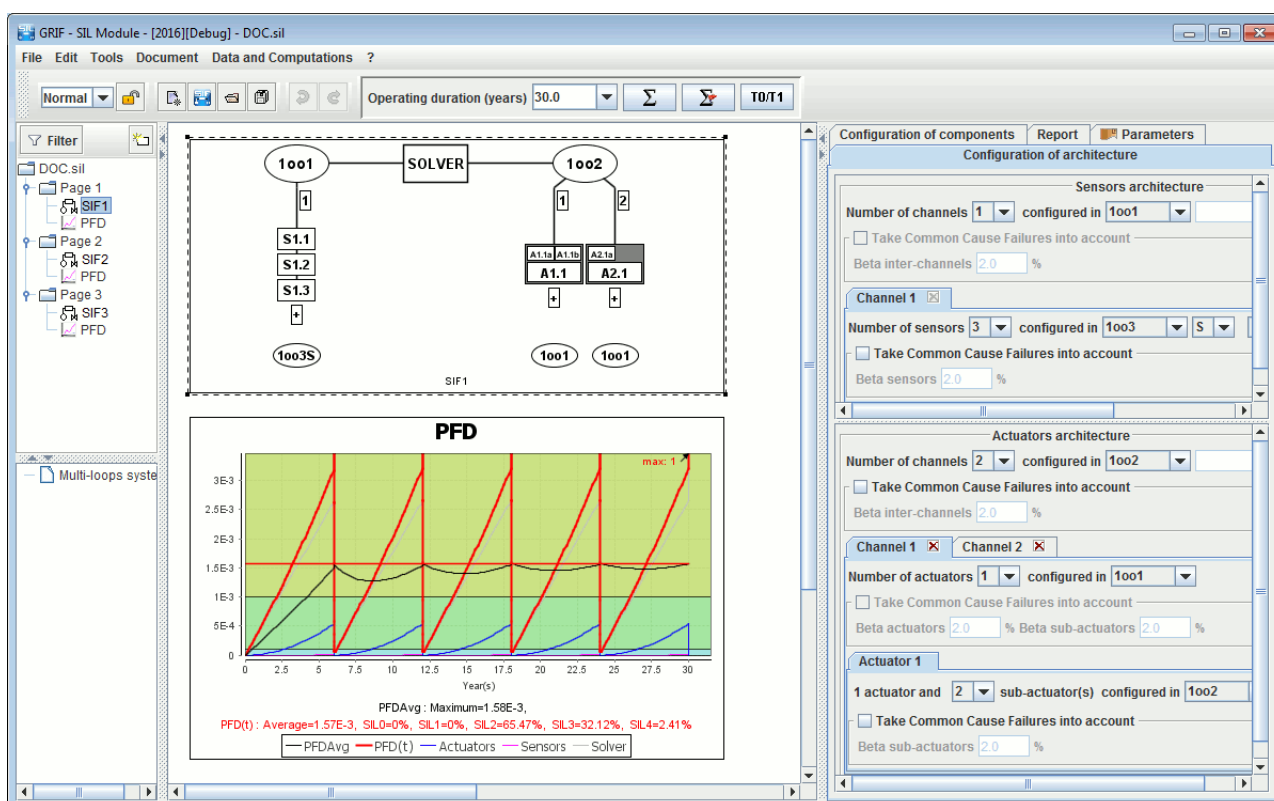 GRIF - SIL Module - [2016][Debug] - DOC.sil
File Edit Tools Document Data and Computations ?
Normal Operating duration (years) 30.0 Σ Σ T0/T1
Filter
DOC.sil
Page 1
SIF1
PFD
Page 2
SIF2
PFD
Page 3
SIF3
PFD
Multi-loops syste
1oo1 SOLVER 1oo2
1 1 2
S1.1
S1.2
S1.3
+
A1.1a A1.1b A2.1a
A1.1 A2.1
+ +
1oo3S 1oo1 1oo1
SIF1
PFD
max: 1
3E-3
2.5E-3
2E-3
1.5E-3
1E-3
5E-4
0
0 2.5 5 7.5 10 12.5 15 17.5 20 22.5 25 27.5 30
Year(s)
PFDAvg : Maximum=1.58E-3,
PFD(t) : Average=1.57E-3, SIL0=0%, SIL1=0%, SIL2=65.47%, SIL3=32.12%, SIL4=2.41%
PFDAvg PFD(t) Actuators Sensors Solver
Configuration of components Report Parameters
Configuration of architecture
Sensors architecture
Number of channels 1 configured in 1oo1
Take Common Cause Failures into account
Beta inter-channels 2.0 %
Channel 1
Number of sensors 3 configured in 1oo3 S
Take Common Cause Failures into account
Beta sensors 2.0 %
Actuators architecture
Number of channels 2 configured in 1oo2
Take Common Cause Failures into account
Beta inter-channels 2.0 %
Channel 1 Channel 2
Number of actuators 1 configured in 1oo1
Take Common Cause Failures into account
Beta actuators 2.0 % Beta sub-actuators 2.0 %
Actuator 1
1 actuator and 2 sub-actuator(s) configured in 1oo2
Take Common Cause Failures into account
Beta sub-actuators 2.0 %